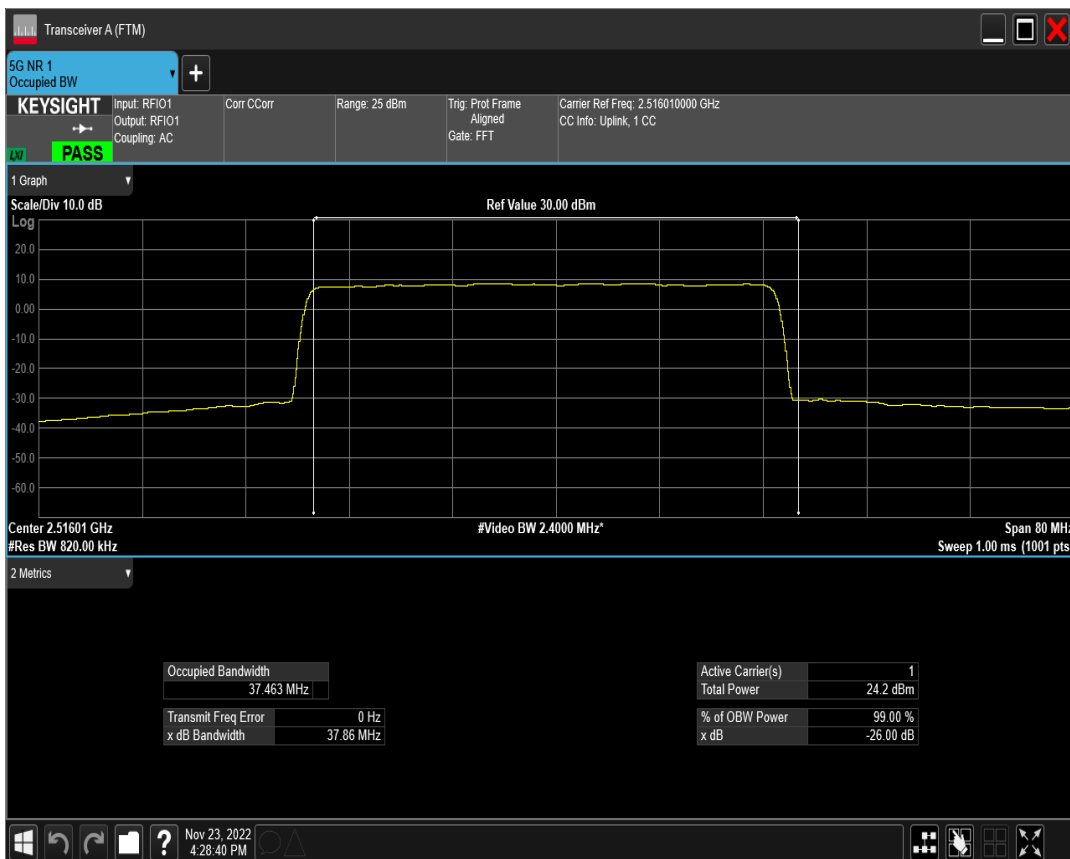 Transceiver A (FTM)
5G NR 1
Occupied BW
+
KEYSIGHT
LXI
PASS
Input: RFIO1
Output: RFIO1
Coupling: AC
Corr CCorr
Range: 25 dBm
Trig: Prot Frame
Aligned
Gate: FFT
Carrier Ref Freq: 2.516010000 GHz
CC Info: Uplink, 1 CC
1 Graph
Scale/Div 10.0 dB
Ref Value 30.00 dBm
Log
20.0
10.0
0.00
-10.0
-20.0
-30.0
-40.0
-50.0
-60.0
Center 2.51601 GHz
#Video BW 2.4000 MHz*
Span 80 MHz
#Res BW 820.00 kHz
Sweep 1.00 ms (1001 pts
2 Metrics
Occupied Bandwidth
37.463 MHz
Transmit Freq Error 0 Hz
x dB Bandwidth 37.86 MHz
Active Carrier(s) 1
Total Power 24.2 dBm
% of OBW Power 99.00 %
x dB -26.00 dB
?
Nov 23, 2022
4:28:40 PM